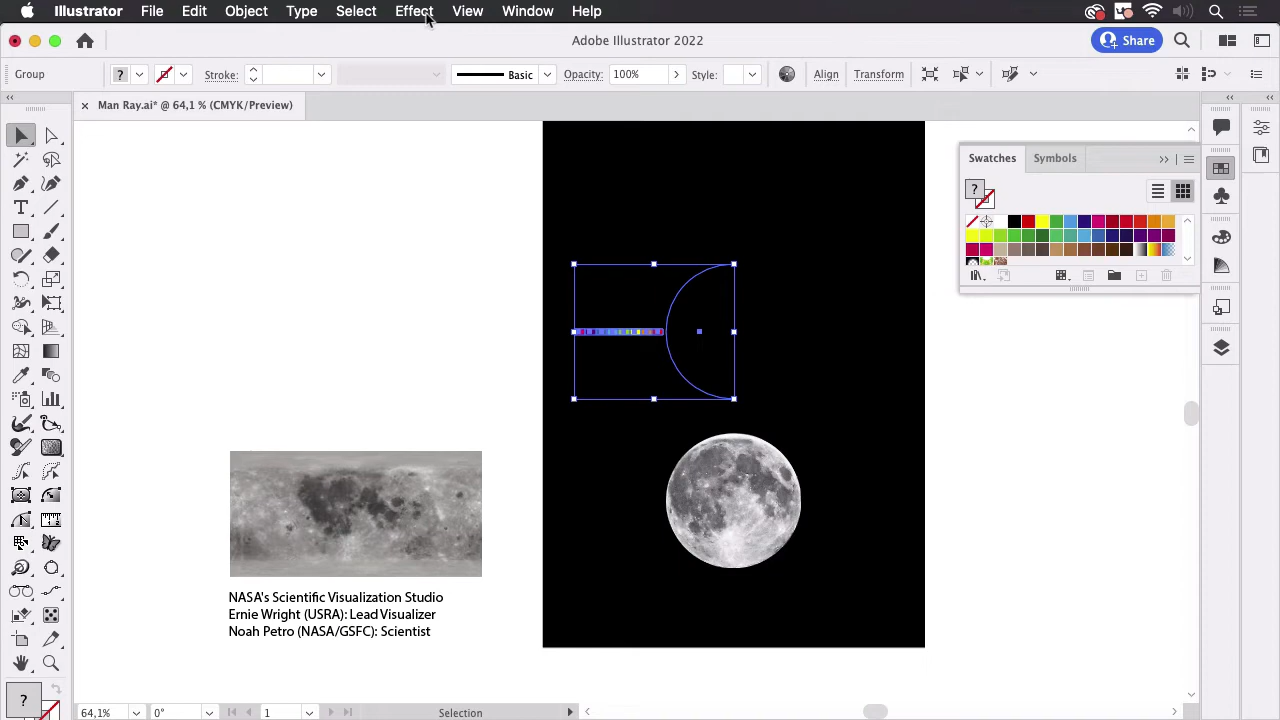 Illustrator File Edit Object Type Select Effect View Window Help
Adobe Illustrator 2022
Share
Group
?
Stroke:
Basic
Opacity: 100%
Style:
Align
Transform
Man Ray.ai* @ 64,1 % (CMYK/Preview)
Swatches
Symbols
?
NASA's Scientific Visualization Studio
Ernie Wright (USRA): Lead Visualizer
Noah Petro (NASA/GSFC): Scientist
?
64,1%
0°
1
Selection